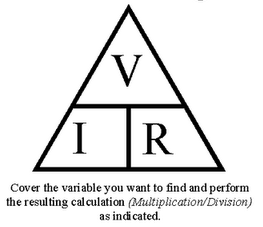 V
I R
Cover the variable you want to find and perform
the resulting calculation (Multiplication/Division)
as indicated.